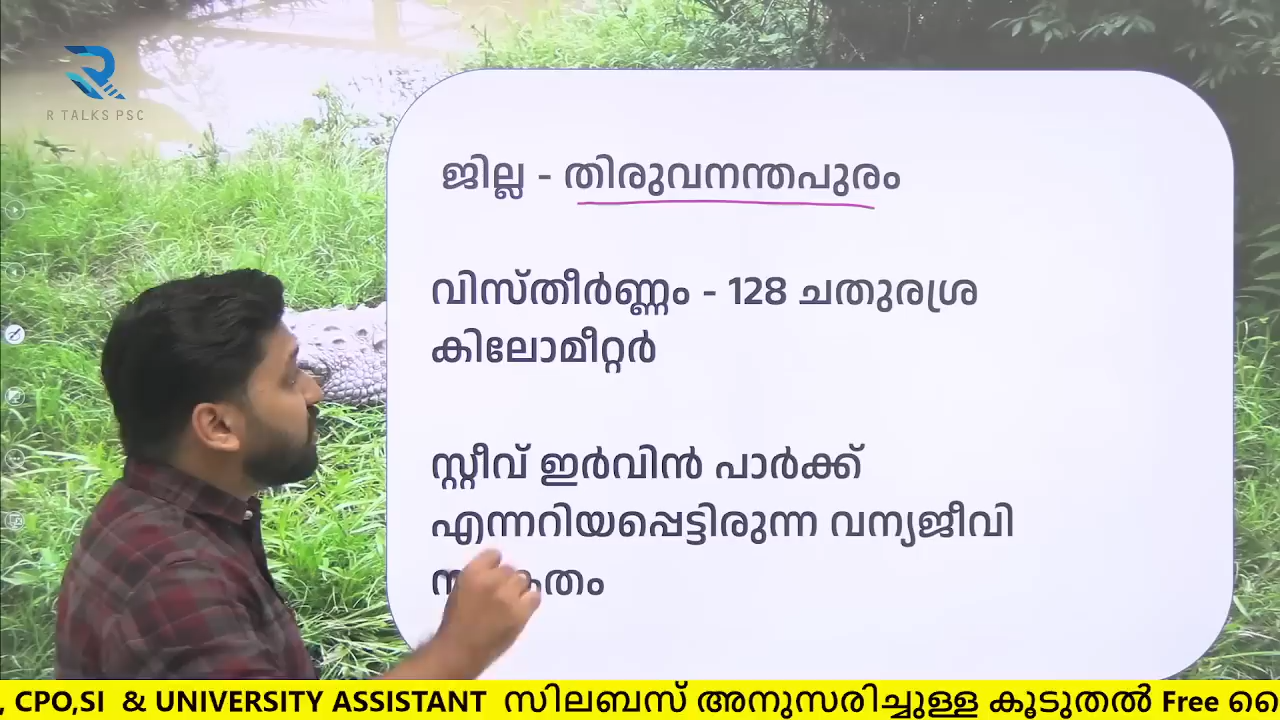 R TALKS PSC
ജില്ല - തിരുവനന്തപുരം
വിസ്തീർണ്ണം - 128 ചതുരശ്ര
കിലോമീറ്റർ
സ്റ്റീവ് ഇർവിൻ പാർക്ക്
എന്നറിയപ്പെട്ടിരുന്ന വന്യജീവി
, CPO,SI & UNIVERSITY ASSISTANT സിലബസ് അനുസരിച്ചുള്ള കൂടുതൽ Free